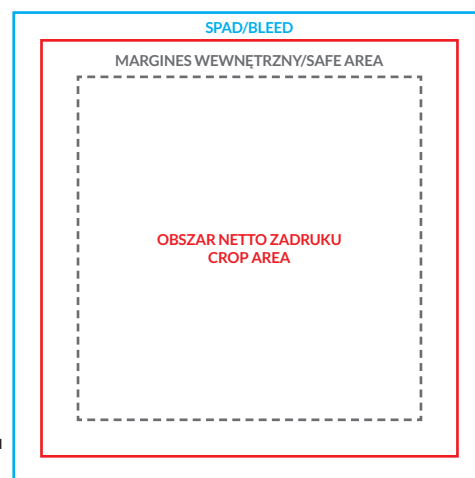 SPAD/BLEED
MARGINES WEWNĘTRZNY/SAFE AREA
OBSZAR NETTO ZADRUKU
CROP AREA